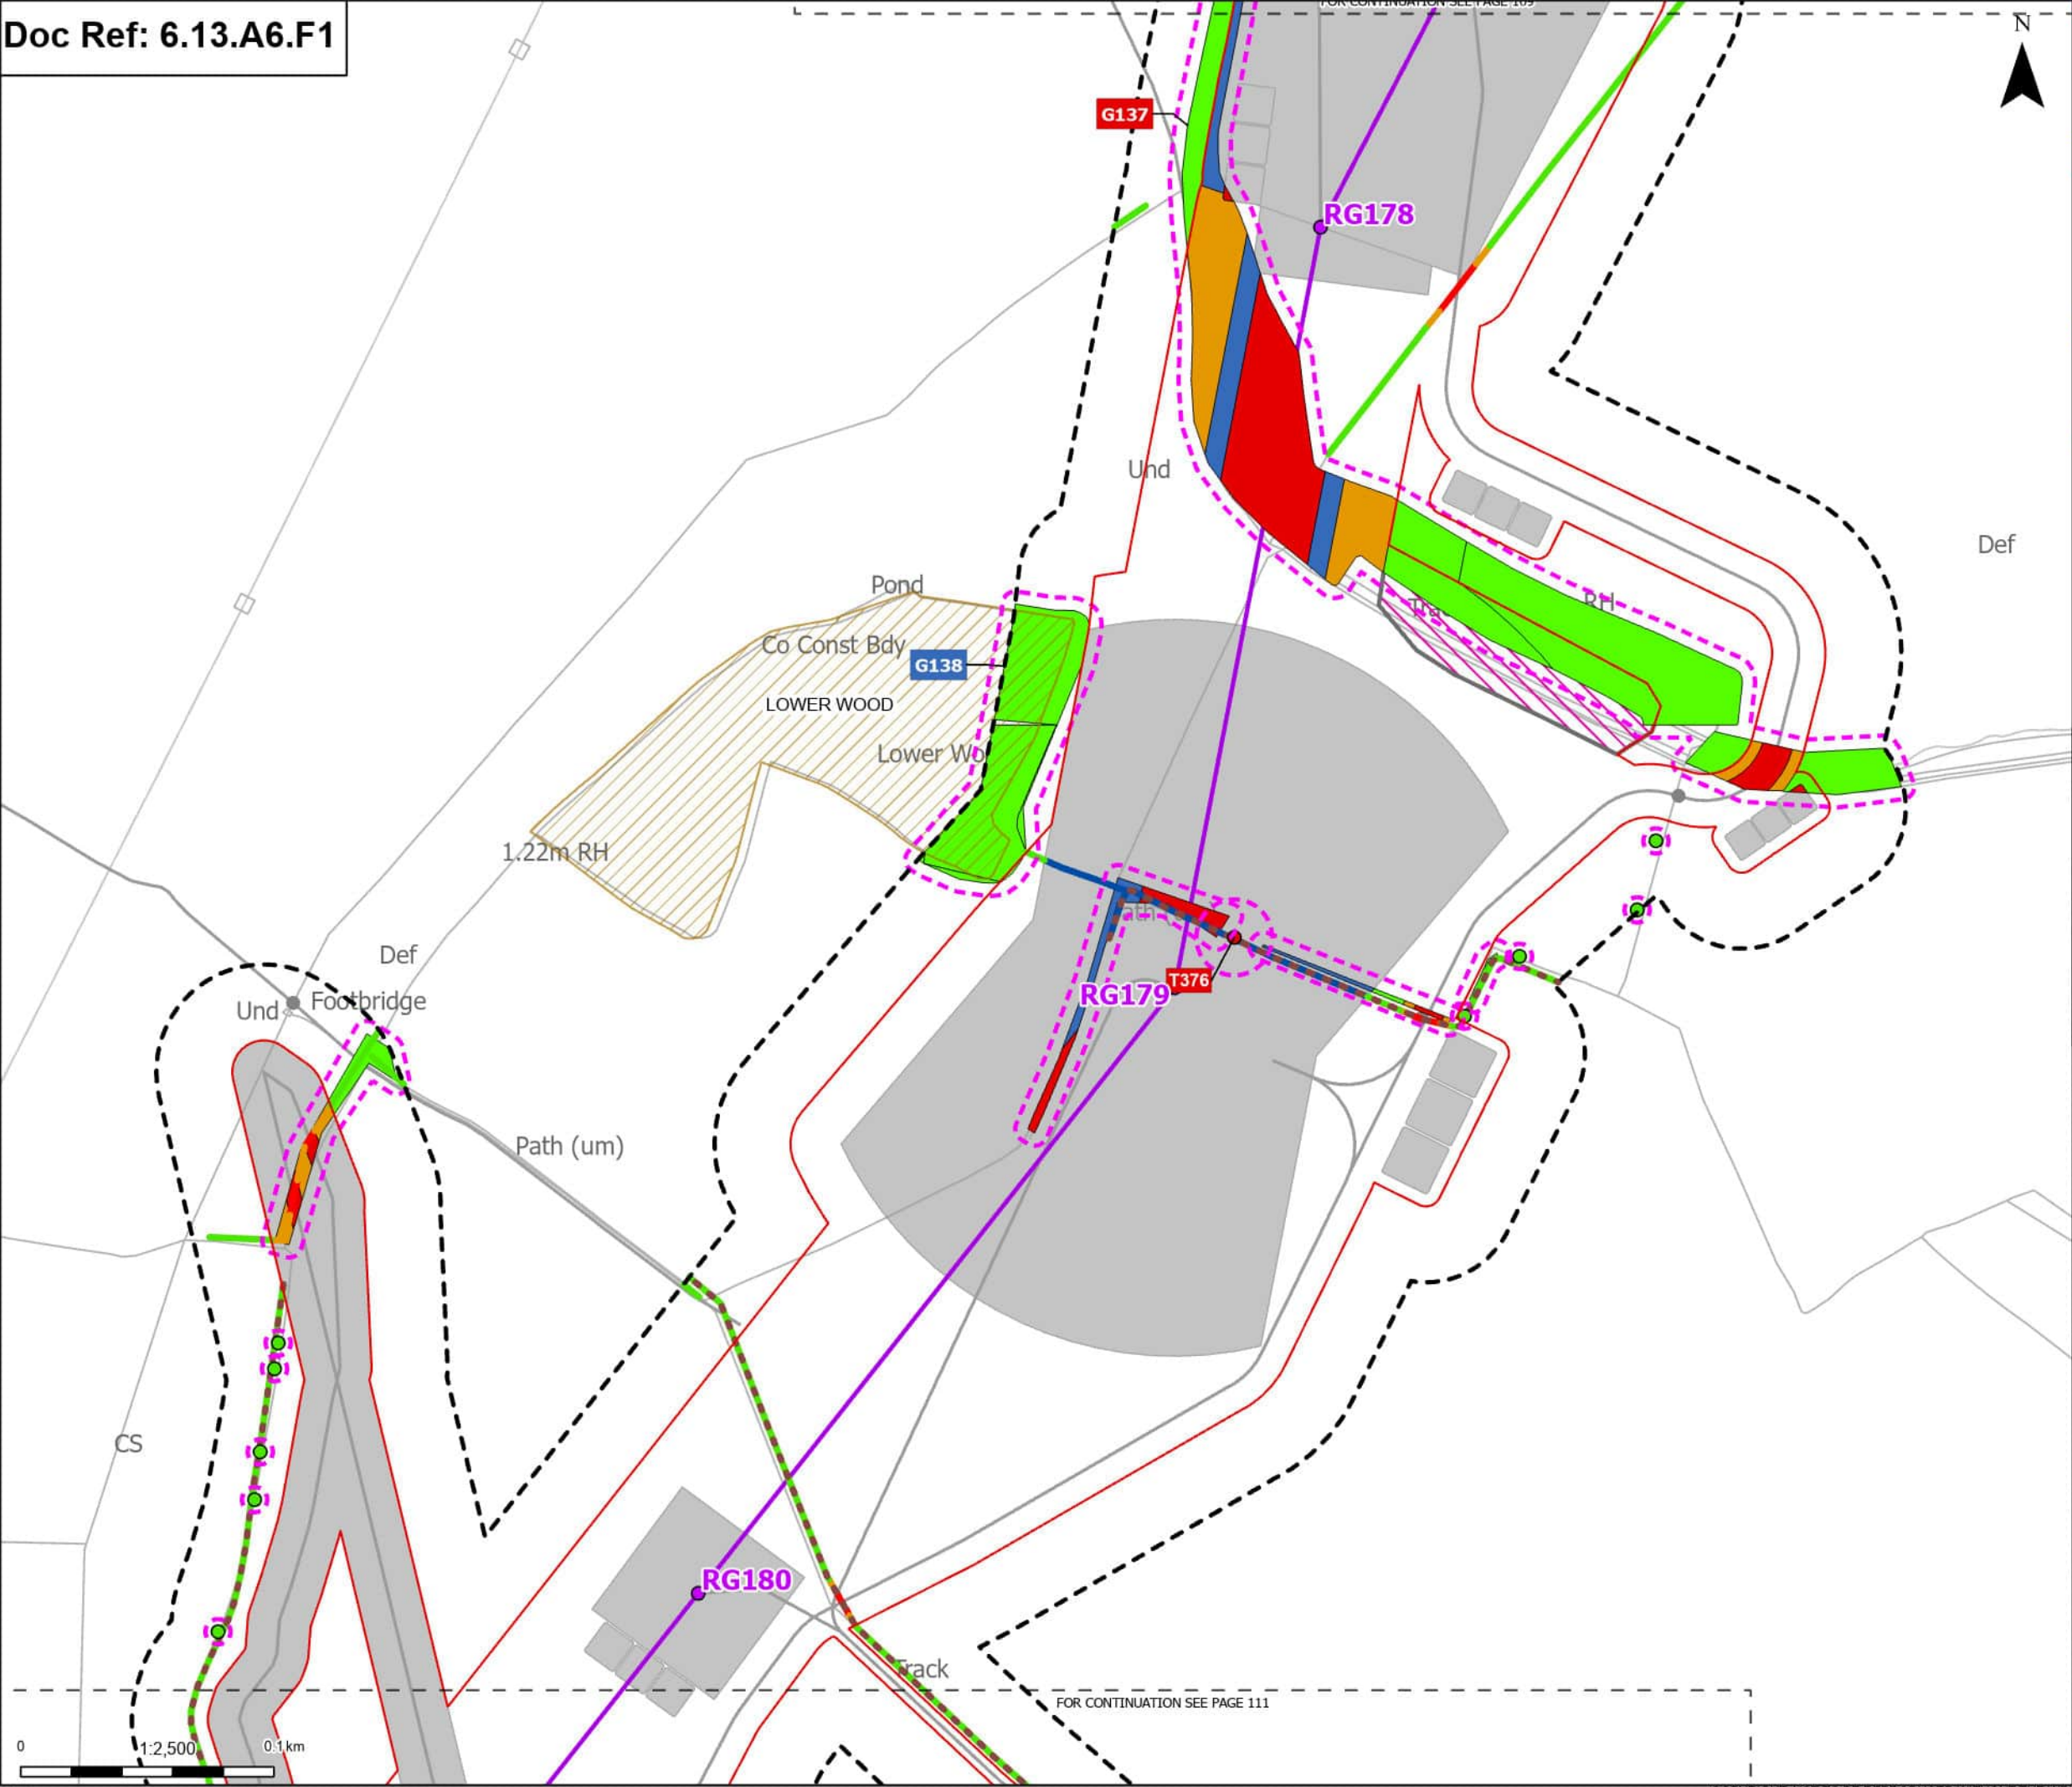 FOR CONTINUATION SEE PAGE 109
Doc Ref: 6.13.A6.F1
N
G137
RG178
Und
Def
Pond
RH
Co Const Bdy
G138
LOWER WOOD
Lower Wo
1.22m RH
Def
T376
RG179
Und
Footbridge
Path (um)
CS
RG180
Track
FOR CONTINUATION SEE PAGE 111
0
1:2,500
0.1km